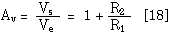 Av = Vs/Ve = 1 + R2/R1 [18]